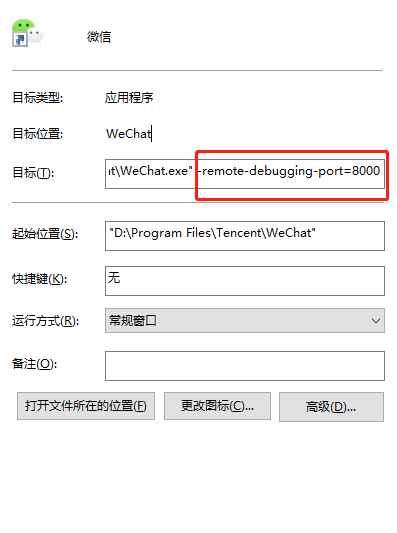 微信
目标类型: 应用程序
目标位置: WeChat
目标(T): ıt\WeChat.exe" -remote-debugging-port=8000
起始位置(S): "D:\Program Files\Tencent\WeChat"
快捷键(K): 无
运行方式(R): 常规窗口
备注(O):
打开文件所在的位置(F) 更改图标(C)... 高级(D)...